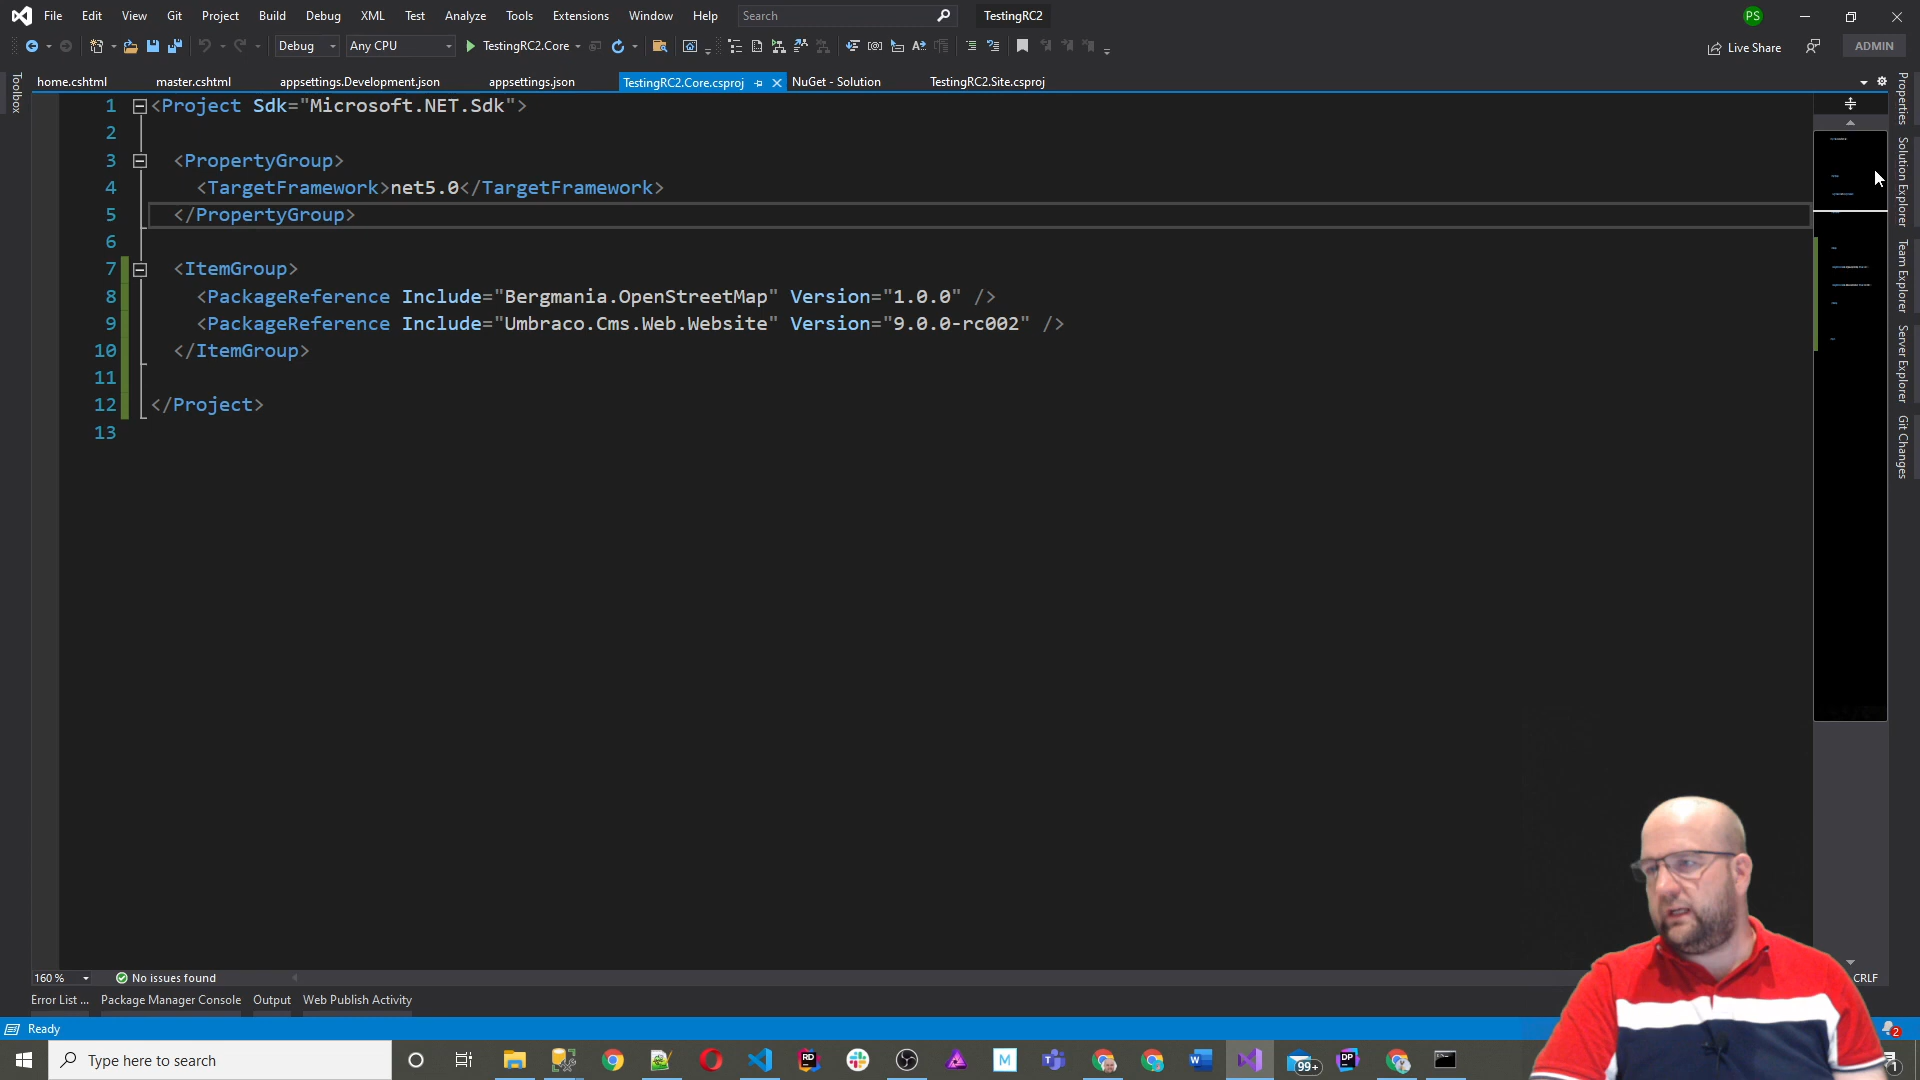 File Edit View Git Project Build Debug XML Test Analyze Tools Extensions Window Help Search TestingRC2 PS
Debug Any CPU TestingRC2.Core Live Share ADMIN
home.cshtml master.cshtml appsettings.Development.json appsettings.json TestingRC2.Core.csproj NuGet - Solution TestingRC2.Site.csproj
Toolbox
1 <Project Sdk="Microsoft.NET.Sdk">
2
3 <PropertyGroup>
4 <TargetFramework>net5.0</TargetFramework>
5 </PropertyGroup>
6
7 <ItemGroup>
8 <PackageReference Include="Bergmania.OpenStreetMap" Version="1.0.0" />
9 <PackageReference Include="Umbraco.Cms.Web.Website" Version="9.0.0-rc002" />
10 </ItemGroup>
11
12 </Project>
13
Properties
Solution Explorer
Team Explorer
Server Explorer
Git Changes
160 % No issues found CRLF
Error List ... Package Manager Console Output Web Publish Activity
Ready 2
Type here to search RD M W 99+ DP 1